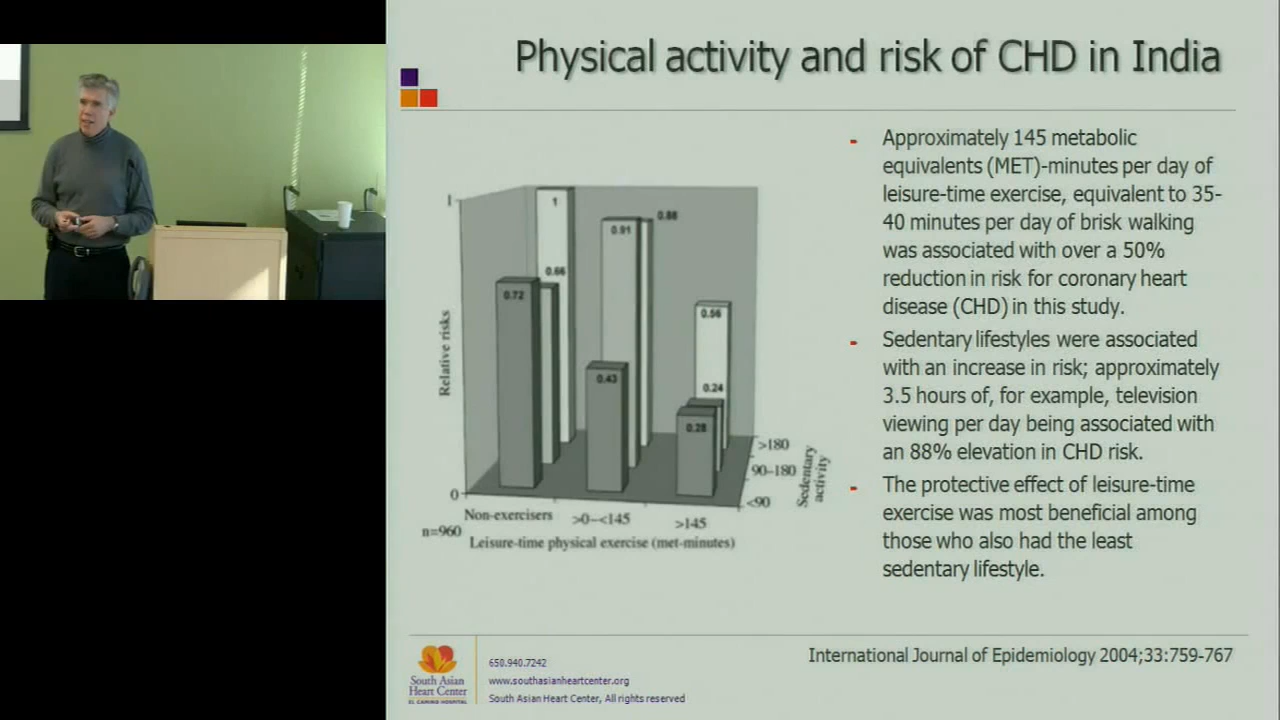 Physical activity and risk of CHD in India
1
1
0.91
0.88
0.72
0.66
0.56
0.43
0.24
0.28
0
Relative risks
>180
90–180
<90
Sedentary
activity
Non-exercisers
>0–<145
>145
n=960
Leisure-time physical exercise (met-minutes)
- Approximately 145 metabolic
equivalents (MET)-minutes per day of
leisure-time exercise, equivalent to 35-
40 minutes per day of brisk walking
was associated with over a 50%
reduction in risk for coronary heart
disease (CHD) in this study.
- Sedentary lifestyles were associated
with an increase in risk; approximately
3.5 hours of, for example, television
viewing per day being associated with
an 88% elevation in CHD risk.
- The protective effect of leisure-time
exercise was most beneficial among
those who also had the least
sedentary lifestyle.
International Journal of Epidemiology 2004;33:759-767
South Asian
Heart Center
EL CAMINO HOSPITAL
650.940.7242
www.southasianheartcenter.org
South Asian Heart Center, All rights reserved